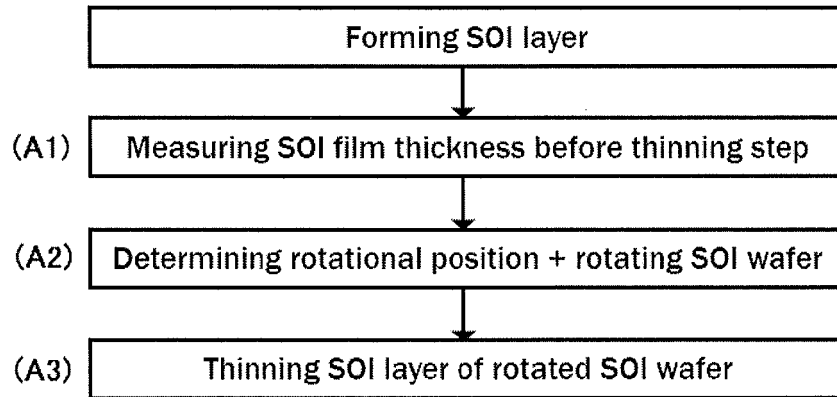 Forming SOI layer
(A1) Measuring SOI film thickness before thinning step
(A2) Determining rotational position + rotating SOI wafer
(A3) Thinning SOI layer of rotated SOI wafer